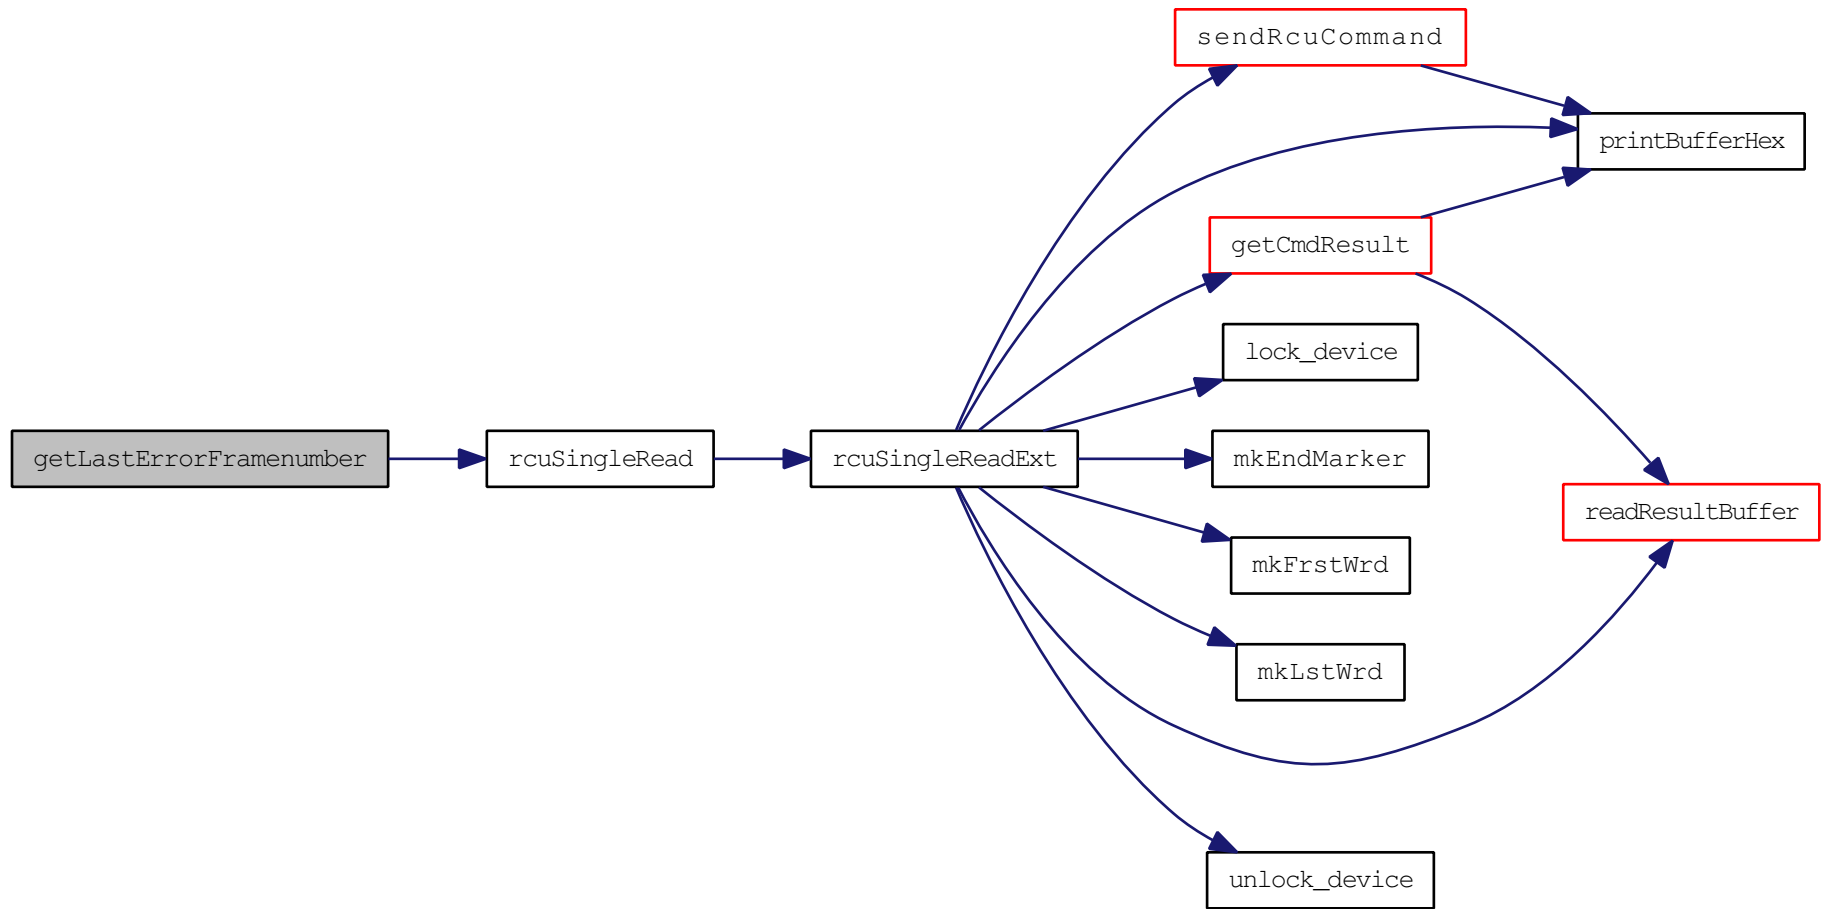 sendRcuCommand
printBufferHex
getCmdResult
lock_device
getLastErrorFramenumber
rcuSingleRead
rcuSingleReadExt
mkEndMarker
readResultBuffer
mkFrstWrd
mkLstWrd
unlock_device